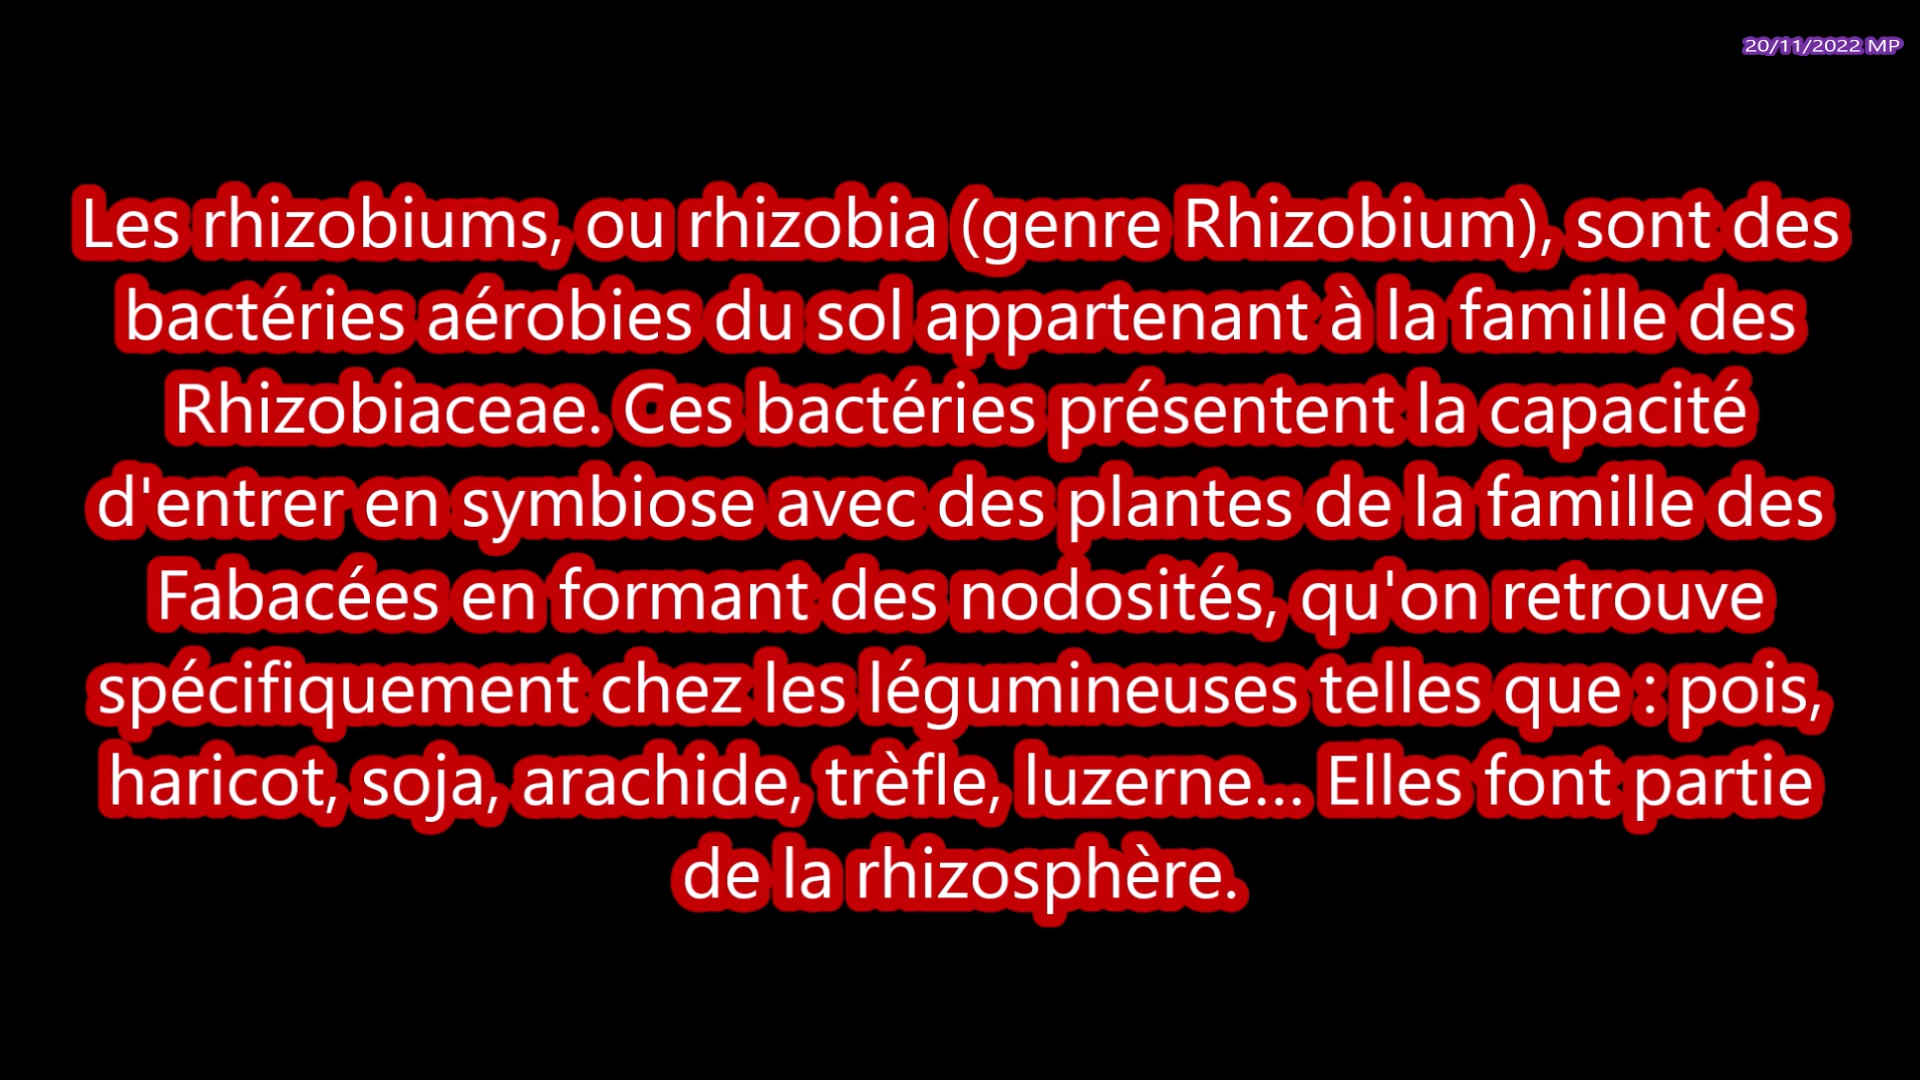 20/11/2022 MP
Les rhizobiums, ou rhizobia (genre Rhizobium), sont des
bactéries aérobies du sol appartenant à la famille des
Rhizobiaceae. Ces bactéries présentent la capacité
d'entrer en symbiose avec des plantes de la famille des
Fabacées en formant des nodosités, qu'on retrouve
spécifiquement chez les légumineuses telles que : pois,
haricot, soja, arachide, trèfle, luzerne... Elles font partie
de la rhizosphère.